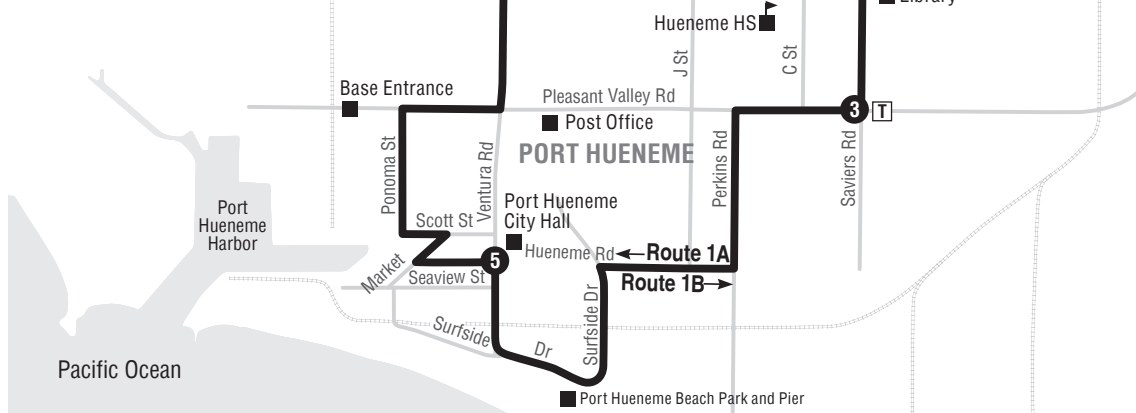 Library
Hueneme HS
J St
C St
Base Entrance
Pleasant Valley Rd
3
T
Post Office
PORT HUENEME
Ponoma St
Ventura Rd
Perkins Rd
Saviers Rd
Port
Hueneme
Harbor
Scott St
Port Hueneme
City Hall
5
Hueneme Rd
Route 1A
Route 1B
Market
Seaview St
Surfside
Dr
Surfside Dr
Pacific Ocean
Port Hueneme Beach Park and Pier